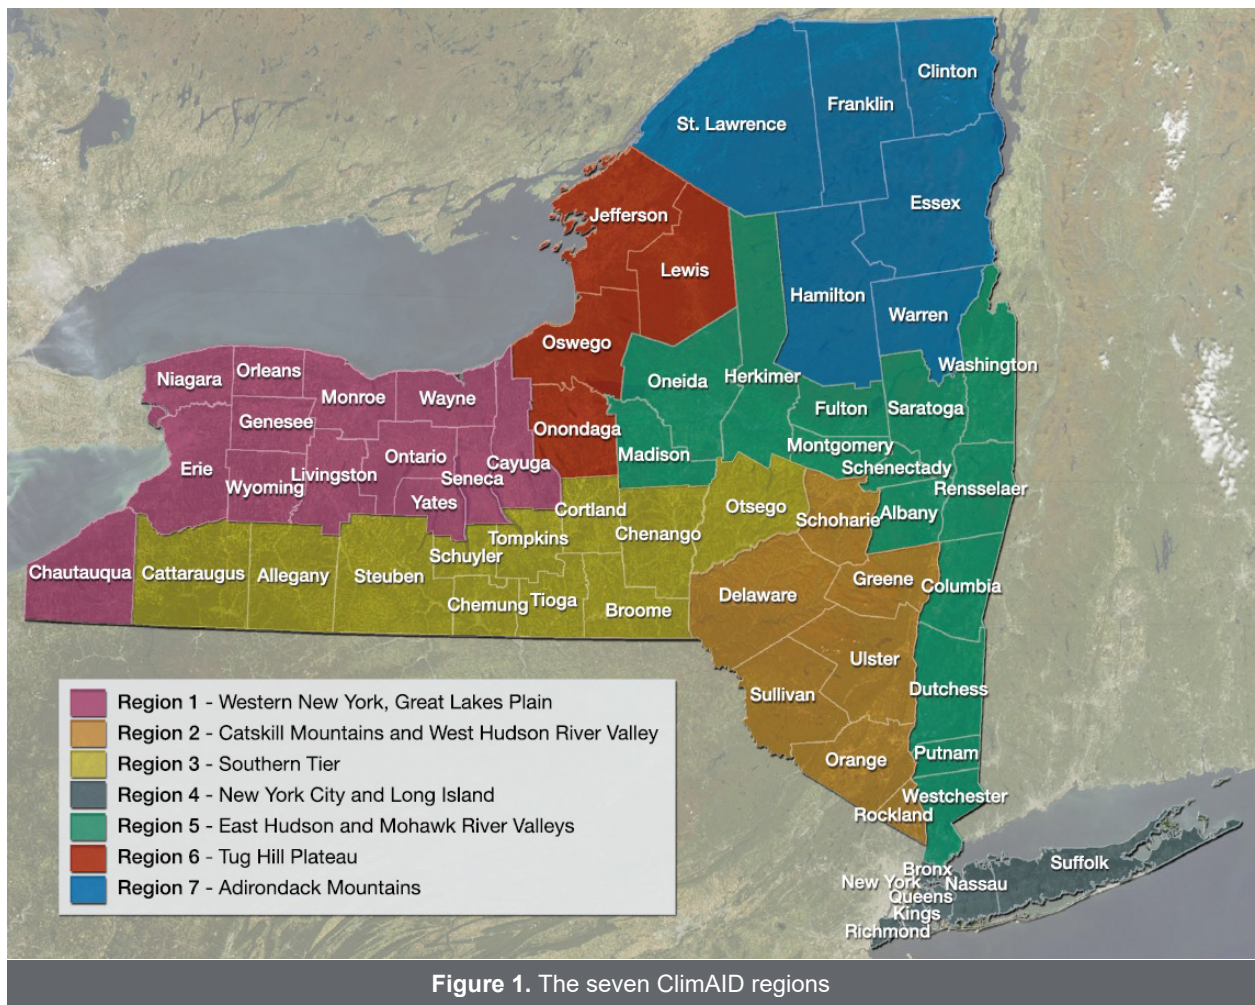 Clinton
Franklin
St. Lawrence
Essex
Jefferson
Lewis
Hamilton
Warren
Oswego
Washington
Niagara
Orleans
Oneida
Herkimer
Monroe
Wayne
Fulton
Saratoga
Genesee
Onondaga
Montgomery
Madison
Ontario
Cayuga
Schenectady
Erie
Livingston
Seneca
Wyoming
Rensselaer
Yates
Cortland
Otsego
Schoharie
Albany
Chenango
Tompkins
Schuyler
Chautauqua
Cattaraugus
Allegany
Steuben
Greene
Columbia
Delaware
Chemung
Tioga
Broome
Ulster
Dutchess
Sullivan
Putnam
Orange
Westchester
Rockland
Suffolk
Bronx
New York
Nassau
Queens
Kings
Richmond
Region 1 - Western New York, Great Lakes Plain
Region 2 - Catskill Mountains and West Hudson River Valley
Region 3 - Southern Tier
Region 4 - New York City and Long Island
Region 5 - East Hudson and Mohawk River Valleys
Region 6 - Tug Hill Plateau
Region 7 - Adirondack Mountains
Figure 1. The seven ClimAID regions